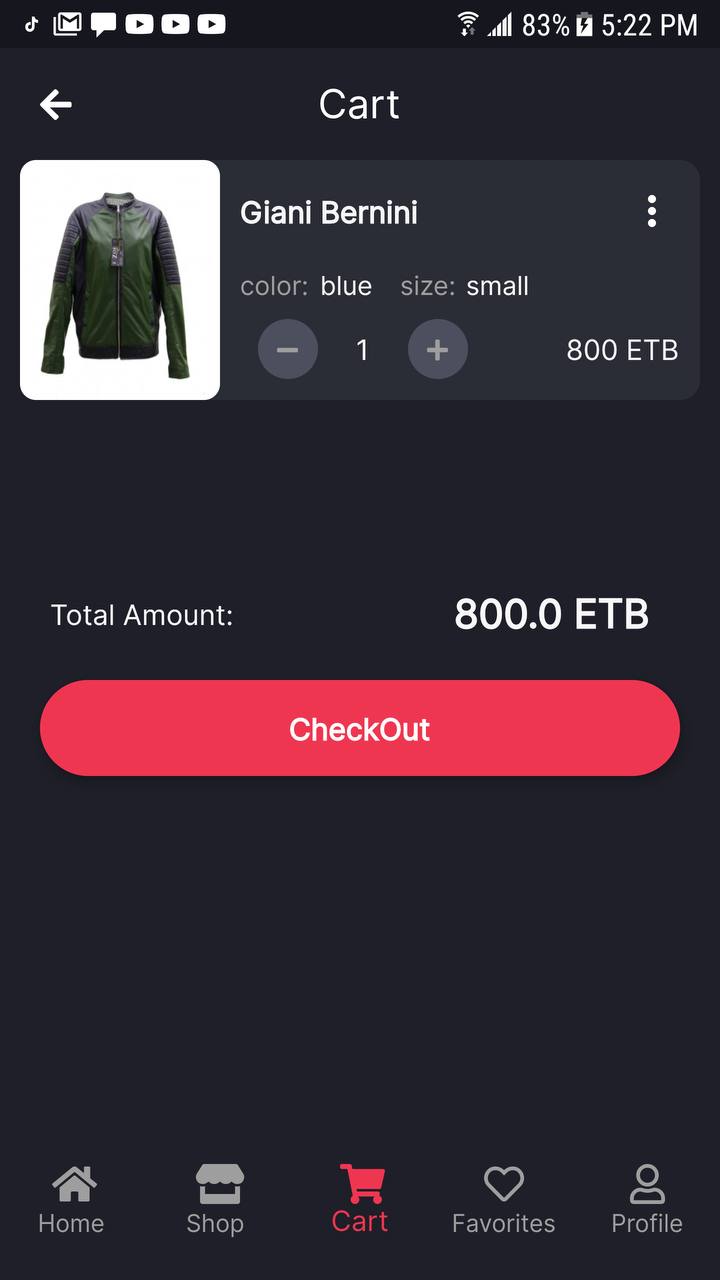 83% 5:22 PM
Cart
Giani Bernini
color: blue size: small
1 800 ETB
Total Amount: 800.0 ETB
CheckOut
Home Shop Cart Favorites Profile